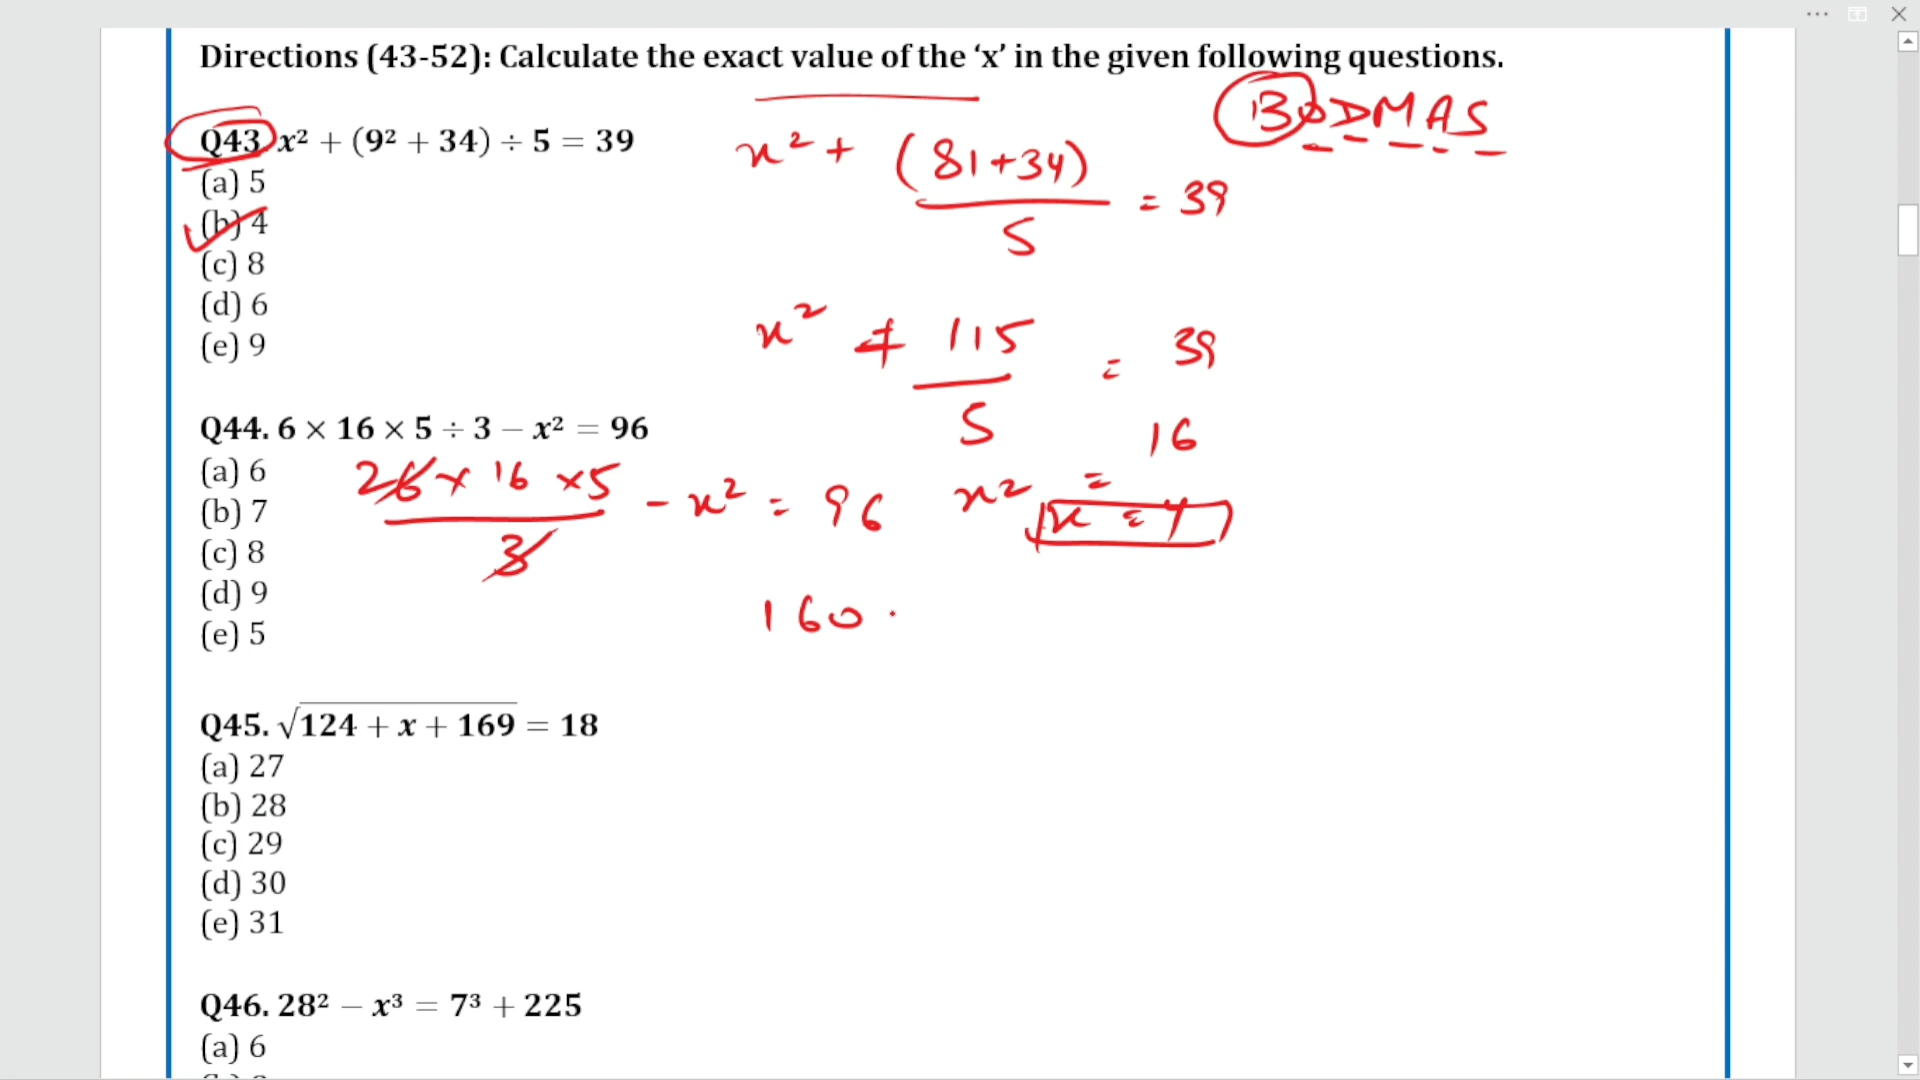 Directions (43-52): Calculate the exact value of the ‘x’ in the given following questions.
BODMAS
Q43 x² + (9² + 34) ÷ 5 = 39
(a) 5
(b) 4
(c) 8
(d) 6
(e) 9
x² + (81+34) / 5 = 39
x² + 115 / 5 = 39
x² = 16
x = 4
Q44. 6 × 16 × 5 ÷ 3 − x² = 96
(a) 6
(b) 7
(c) 8
(d) 9
(e) 5
2 6 × 16 × 5 / 3 - x² = 96
160 ·
Q45. √124 + x + 169 = 18
(a) 27
(b) 28
(c) 29
(d) 30
(e) 31
Q46. 28² − x³ = 7³ + 225
(a) 6